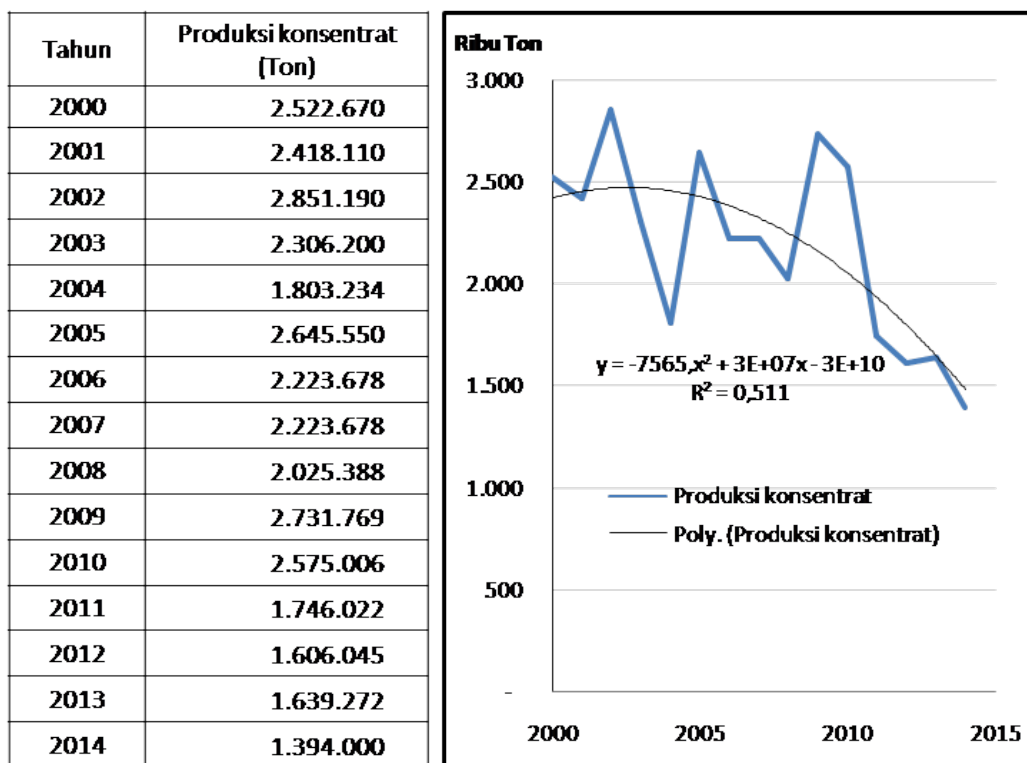 Tahun Produksi konsentrat
(Ton)
2000 2.522.670
2001 2.418.110
2002 2.851.190
2003 2.306.200
2004 1.803.234
2005 2.645.550
2006 2.223.678
2007 2.223.678
2008 2.025.388
2009 2.731.769
2010 2.575.006
2011 1.746.022
2012 1.606.045
2013 1.639.272
2014 1.394.000
Ribu Ton
3.000
2.500
2.000
y = -7565,x² + 3E+07x - 3E+10
R² = 0,511
1.500
1.000
Produksi konsentrat
Poly. (Produksi konsentrat)
500
-
2000 2005 2010 2015